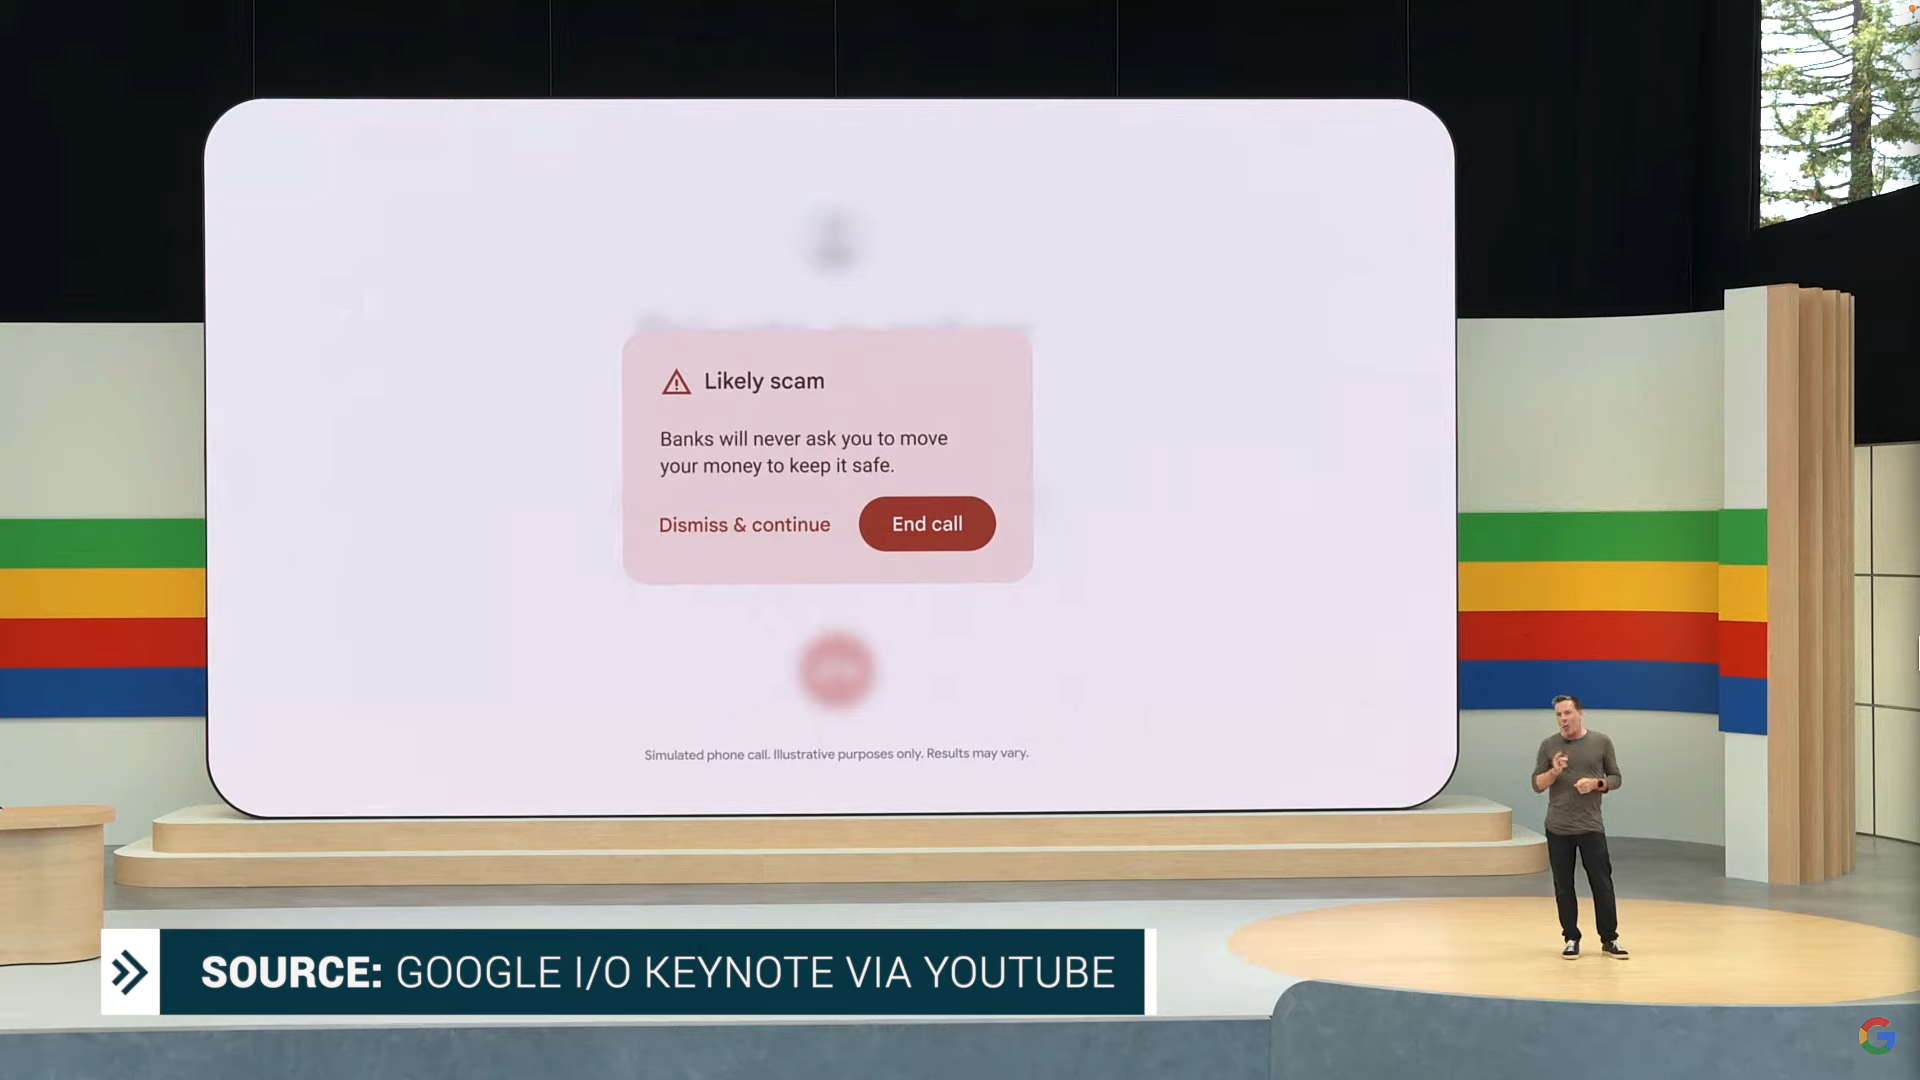 Likely scam
Banks will never ask you to move
your money to keep it safe.
Dismiss & continue
End call
Simulated phone call. Illustrative purposes only. Results may vary.
SOURCE: GOOGLE I/O KEYNOTE VIA YOUTUBE